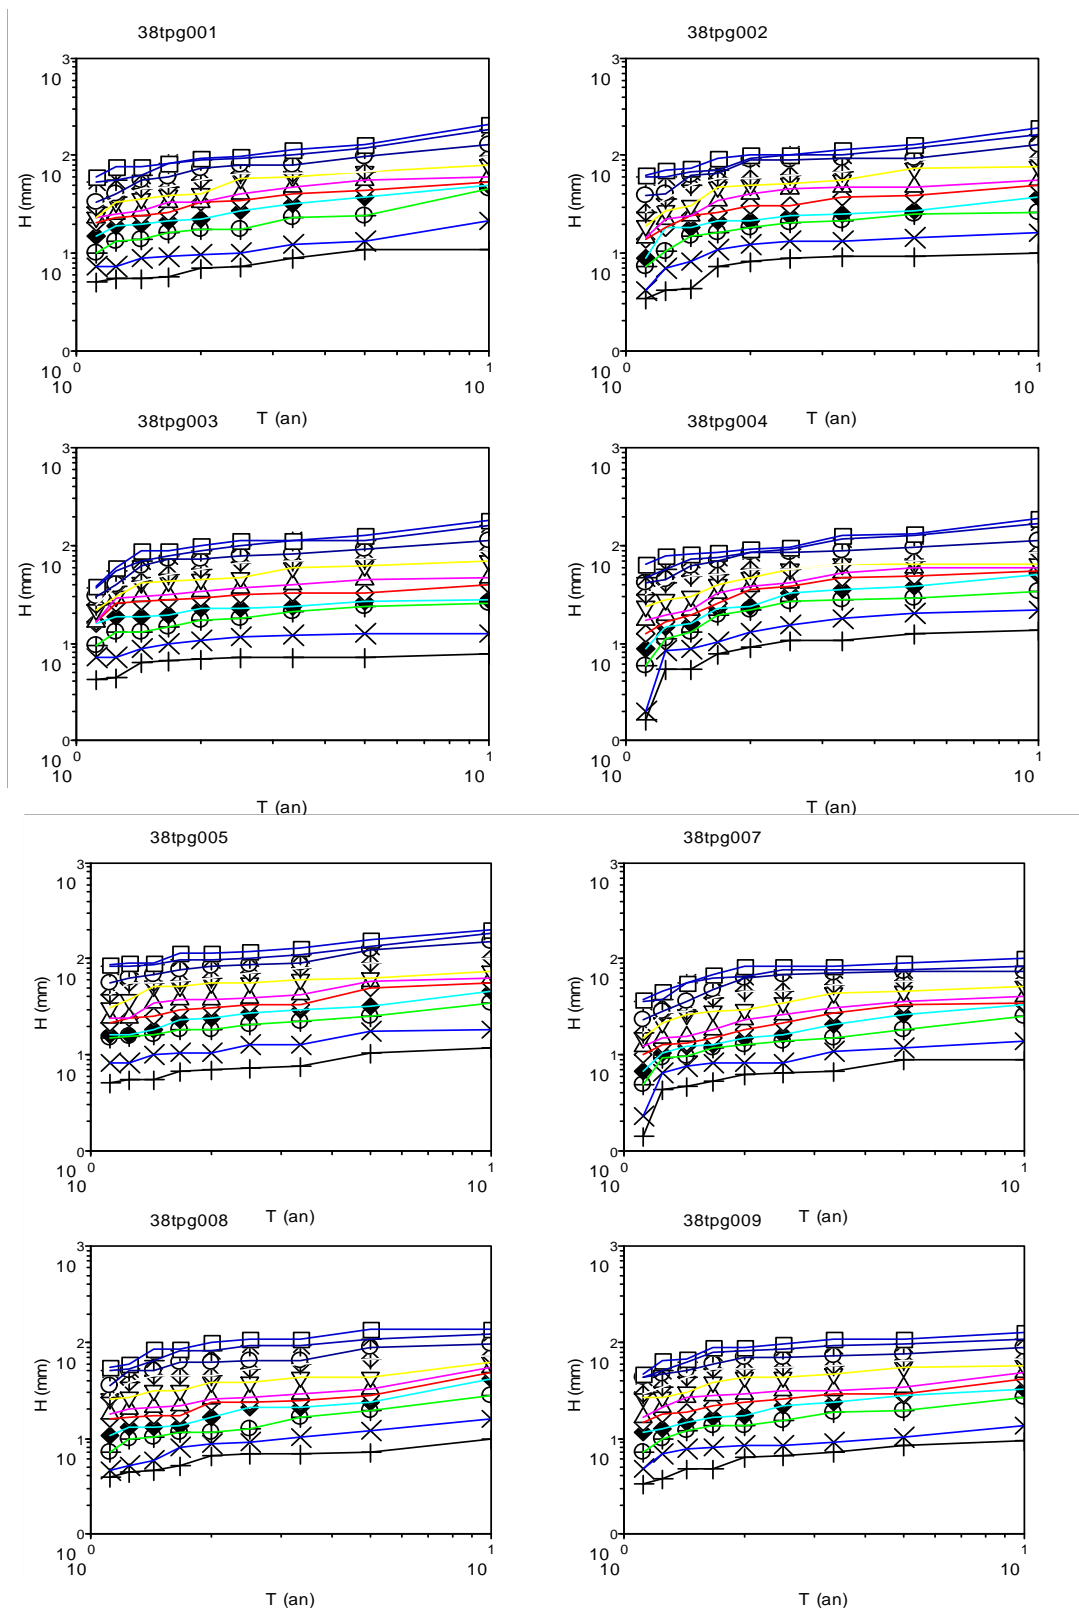 38tpg001 38tpg002
3 3
10 10
2 2
10 10
H (mm) H (mm)
1 1
10 10
0 0
10 0 1 10 0 1
10 10 10 10
T (an) T (an)
38tpg003 38tpg004
3 3
10 10
2 2
10 10
H (mm) H (mm)
1 1
10 10
0 0
10 0 1 10 0 1
10 10 10 10
T (an) T (an)
38tpg005 38tpg007
3 3
10 10
2 2
10 10
H (mm) H (mm)
1 1
10 10
0 0
10 0 1 10 0 1
10 10 10 10
T (an) T (an)
38tpg008 38tpg009
3 3
10 10
2 2
10 10
H (mm) H (mm)
1 1
10 10
0 0
10 0 1 10 0 1
10 10 10 10
T (an) T (an)